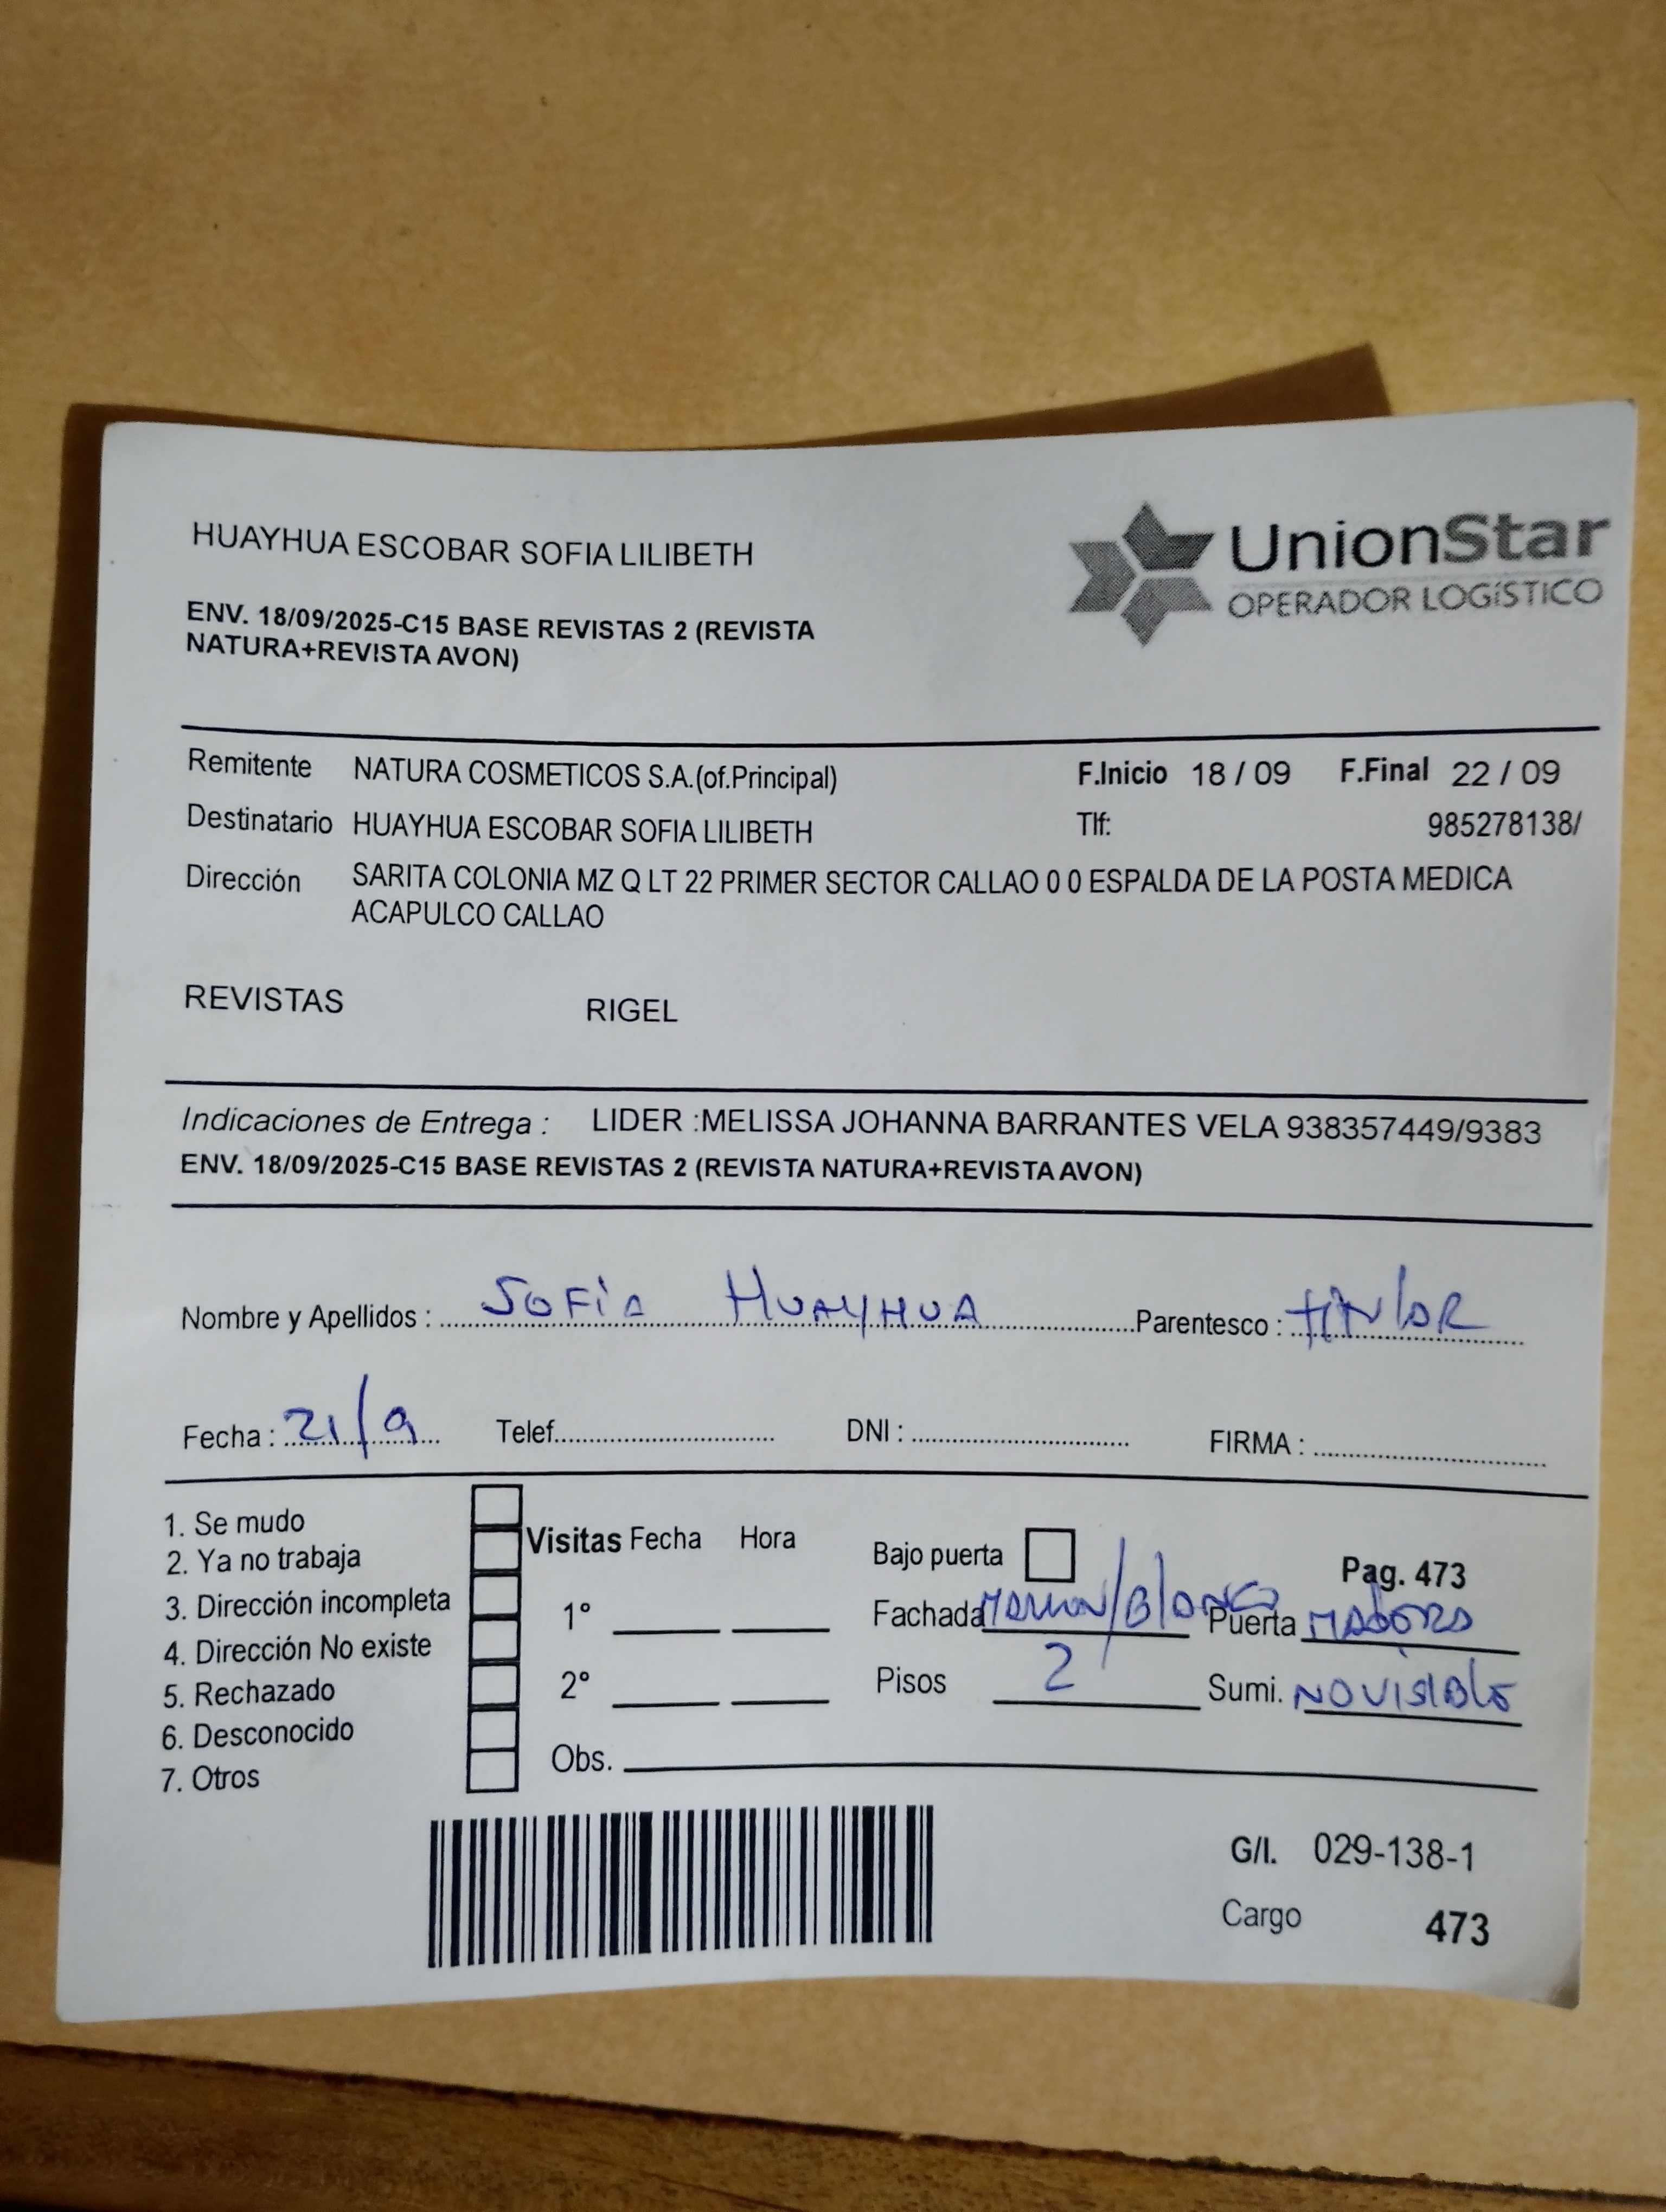 HUAYHUA ESCOBAR SOFIA LILIBETH
UnionStar
OPERADOR LOGíSTICO
ENV. 18/09/2025-C15 BASE REVISTAS 2 (REVISTA
NATURA+REVISTA AVON)
Remitente NATURA COSMETICOS S.A.(of.Principal) F.Inicio 18 / 09 F.Final 22 / 09
Destinatario HUAYHUA ESCOBAR SOFIA LILIBETH Tlf: 985278138/
Dirección SARITA COLONIA MZ Q LT 22 PRIMER SECTOR CALLAO 0 0 ESPALDA DE LA POSTA MEDICA
ACAPULCO CALLAO
REVISTAS RIGEL
Indicaciones de Entrega : LIDER :MELISSA JOHANNA BARRANTES VELA 938357449/9383
ENV. 18/09/2025-C15 BASE REVISTAS 2 (REVISTA NATURA+REVISTA AVON)
Nombre y Apellidos : SOFíA HUAYHUA Parentesco :
Fecha : 21/9 Telef. DNI : FIRMA :
1. Se mudo
2. Ya no trabaja
3. Dirección incompleta
4. Dirección No existe
5. Rechazado
6. Desconocido
7. Otros
Visitas Fecha Hora
1°
2°
Obs.
Bajo puerta Pag. 473
Fachada MARRON/BLANCO Puerta MADERA
Pisos 2 Sumi. NO VISIBLE
G/I. 029-138-1
Cargo 473